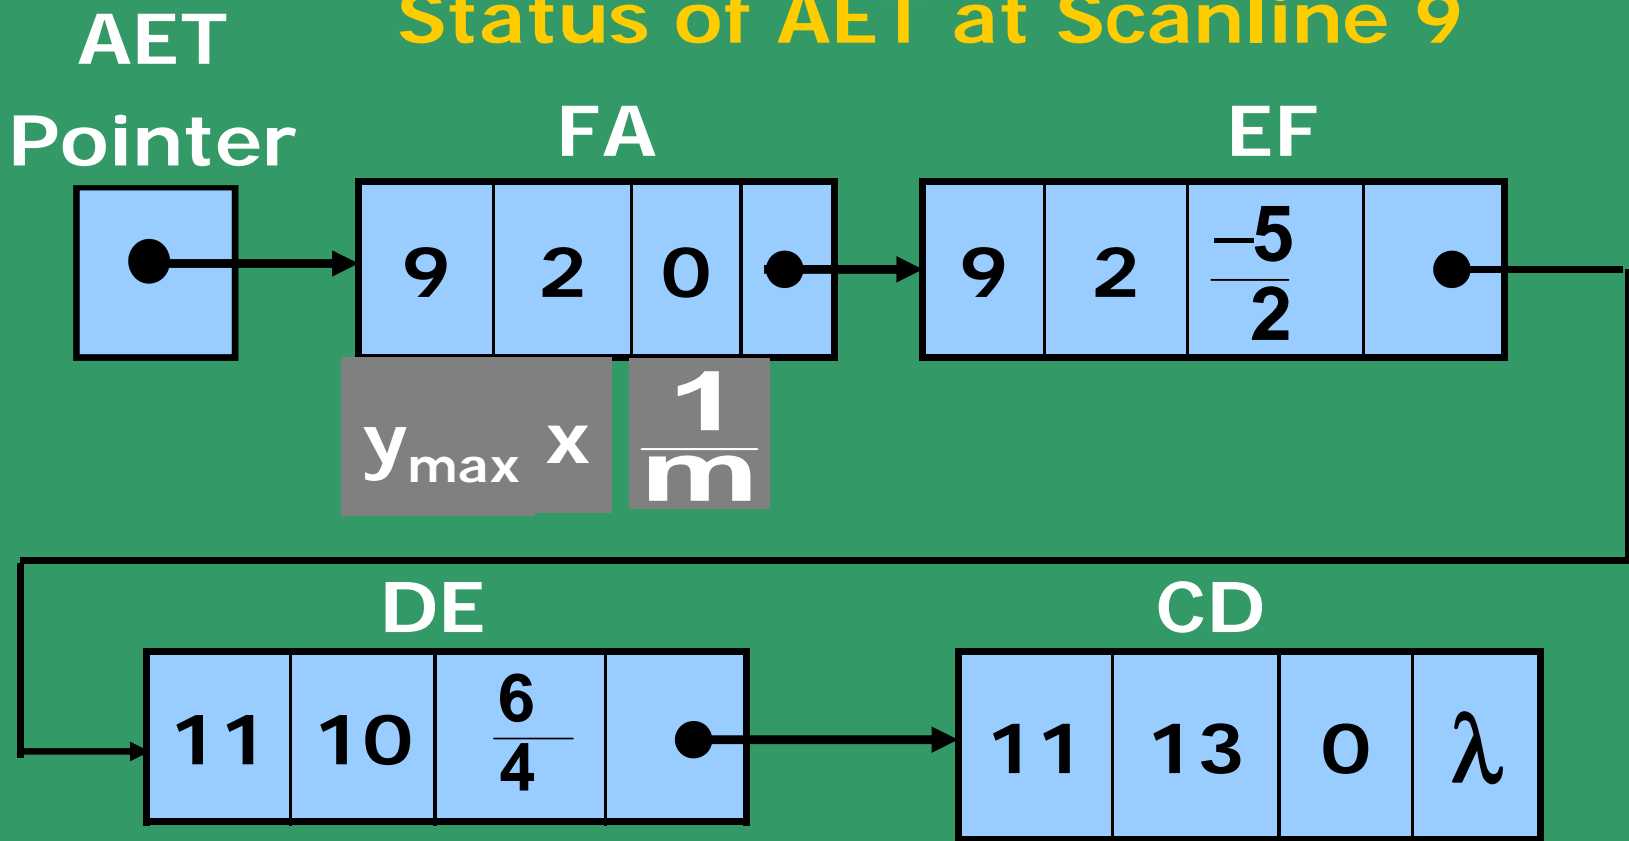 Status of AET at Scanline 9
AET
Pointer
FA
EF
9 2 0
9 2 –5/2
y_max x 1/m
DE
CD
11 10 6/4
11 13 0 λ